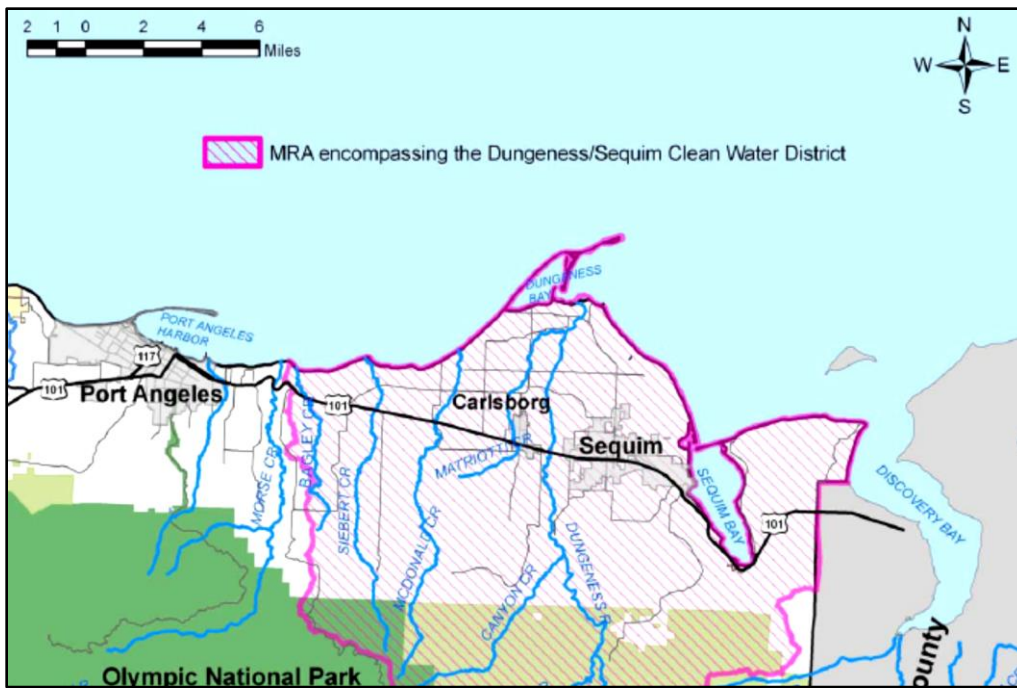 2 1 0 2 4 6
Miles
N
W E
S
MRA encompassing the Dungeness/Sequim Clean Water District
DUNGENESS
BAY
PORT ANGELES
HARBOR
117
101
Port Angeles
101
Carlsborg
Sequim
MATRIOTTI CR
MORSE CR
BAGLEY CR
SIEBERT CR
MCDONALD CR
CANYON CR
DUNGENESS R
SEQUIM BAY
101
DISCOVERY BAY
Olympic National Park
ounty